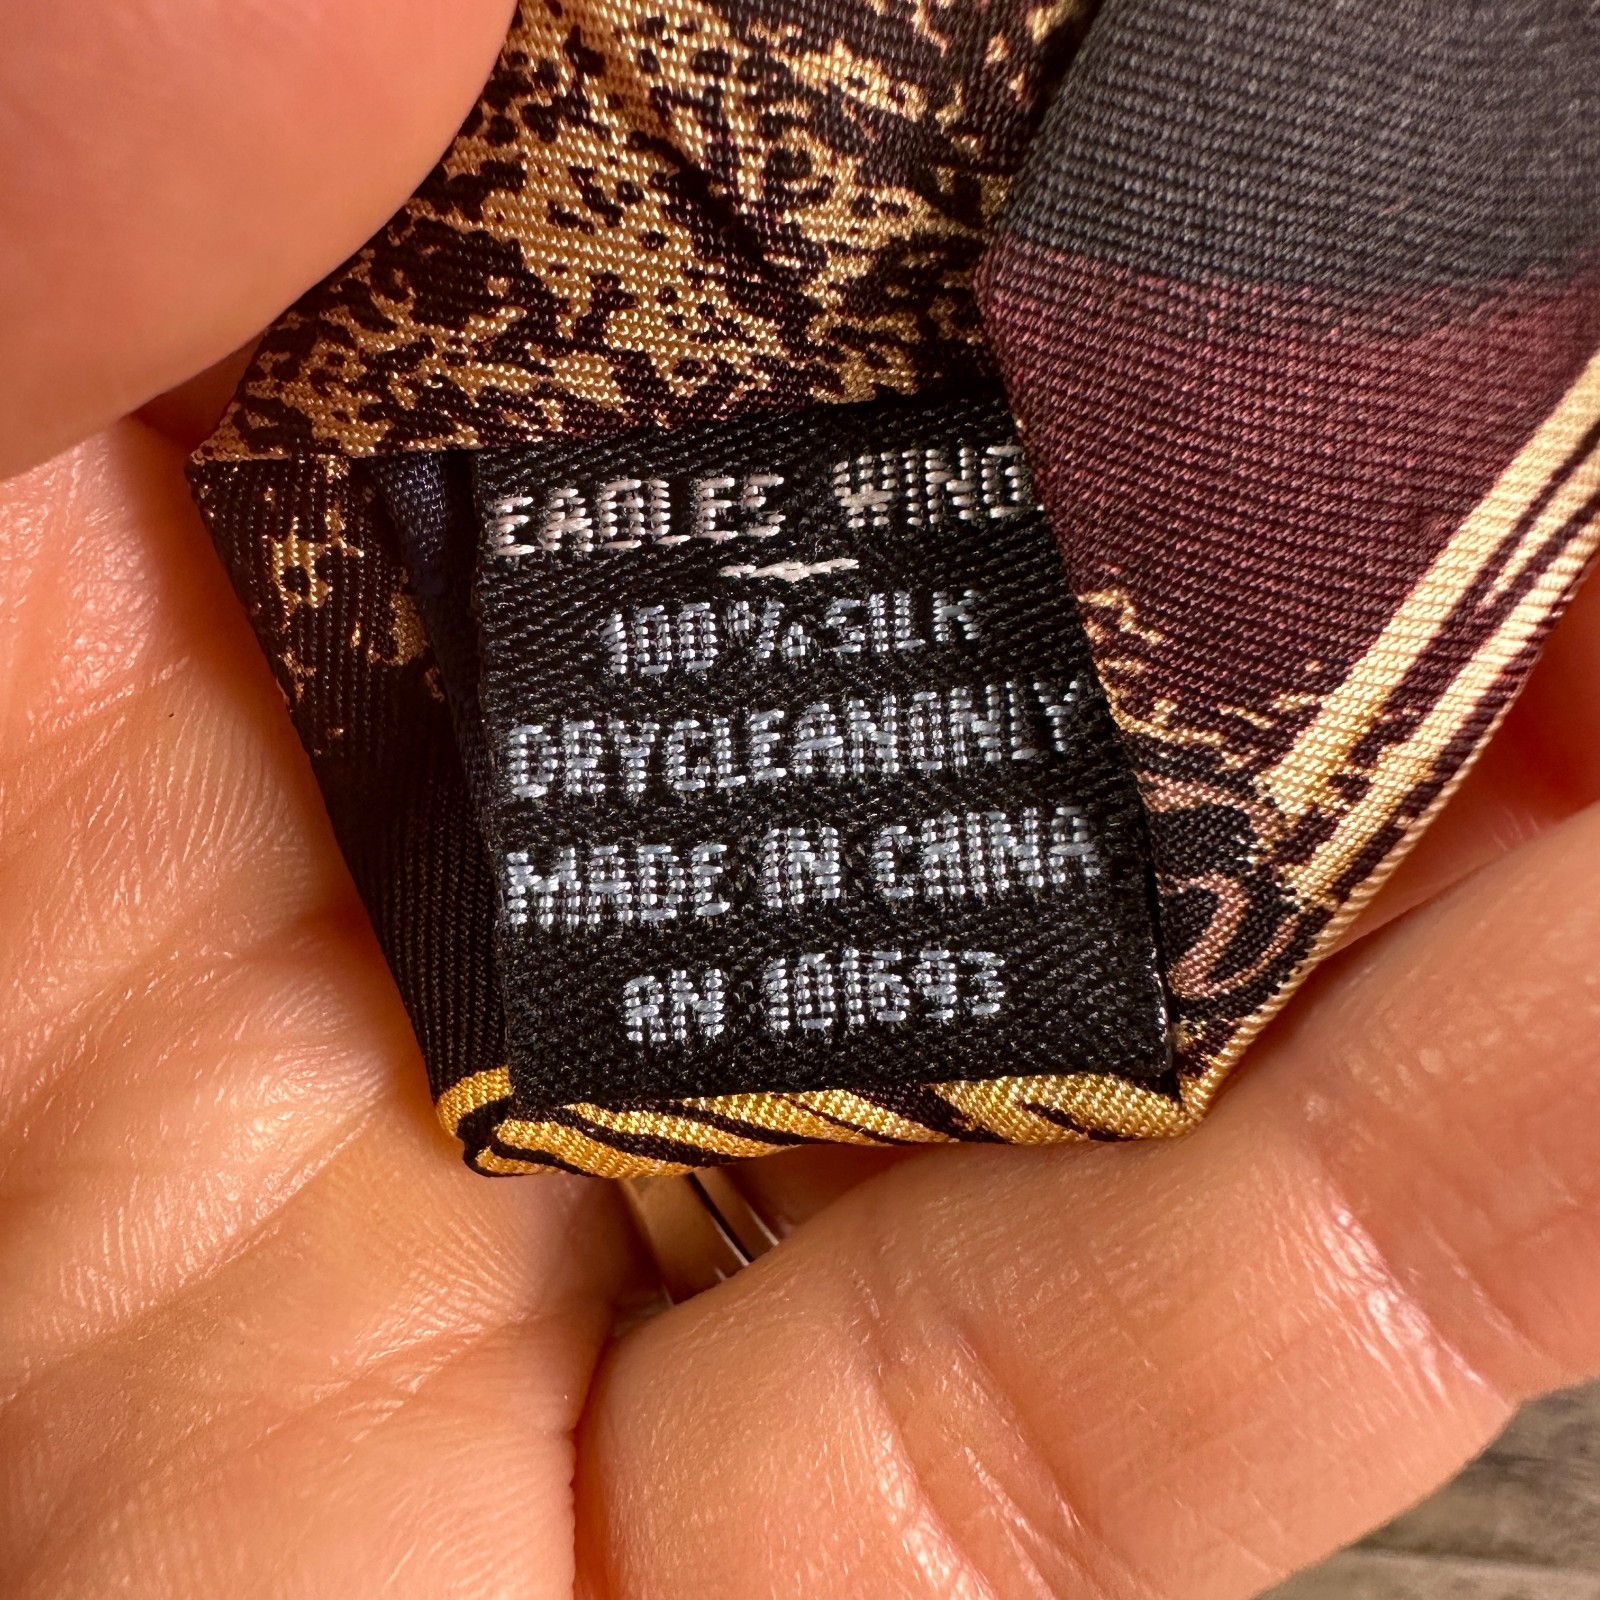 EAGLES WING
100% SILK
DRYCLEANONLY
MADE IN CHINA
RN 101693